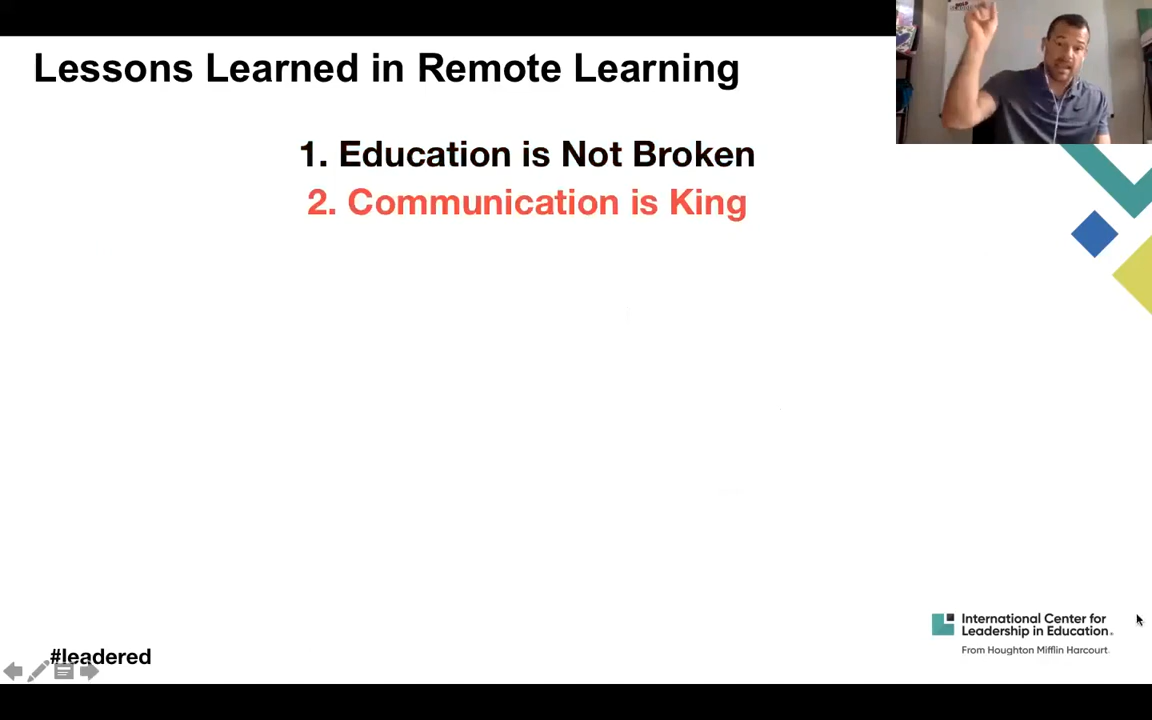 Lessons Learned in Remote Learning
1. Education is Not Broken
2. Communication is King
International Center for
Leadership in Education.
From Houghton Mifflin Harcourt.
#leadered